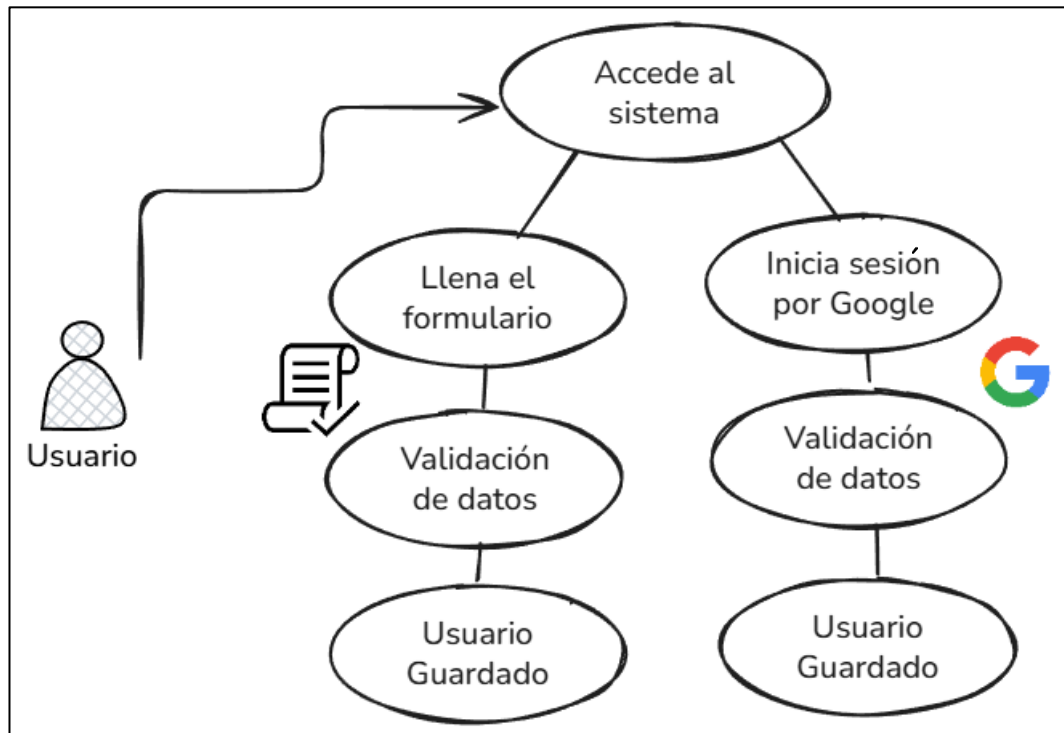 Accede al
sistema
Llena el
formulario
Inicia sesión
por Google
Usuario
Validación
de datos
Validación
de datos
Usuario
Guardado
Usuario
Guardado